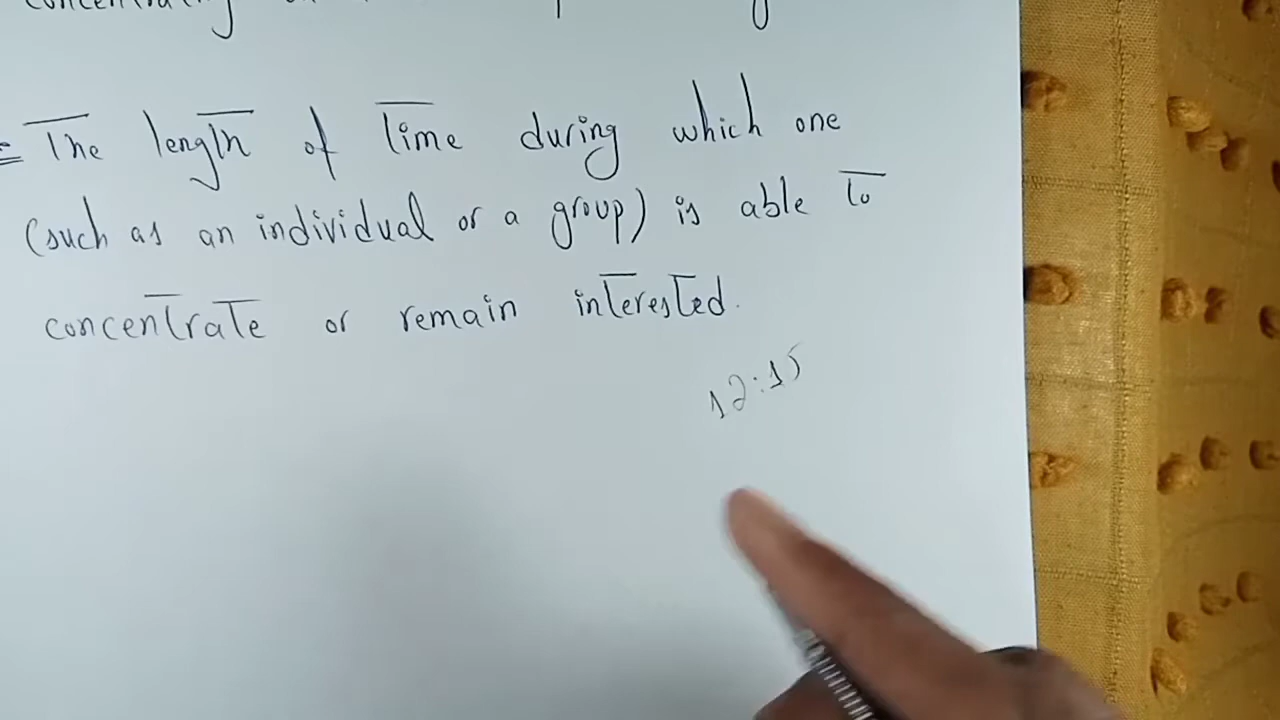 = The length of time during which one
(such as an individual or a group) is able to
concentrate or remain interested.
12:15